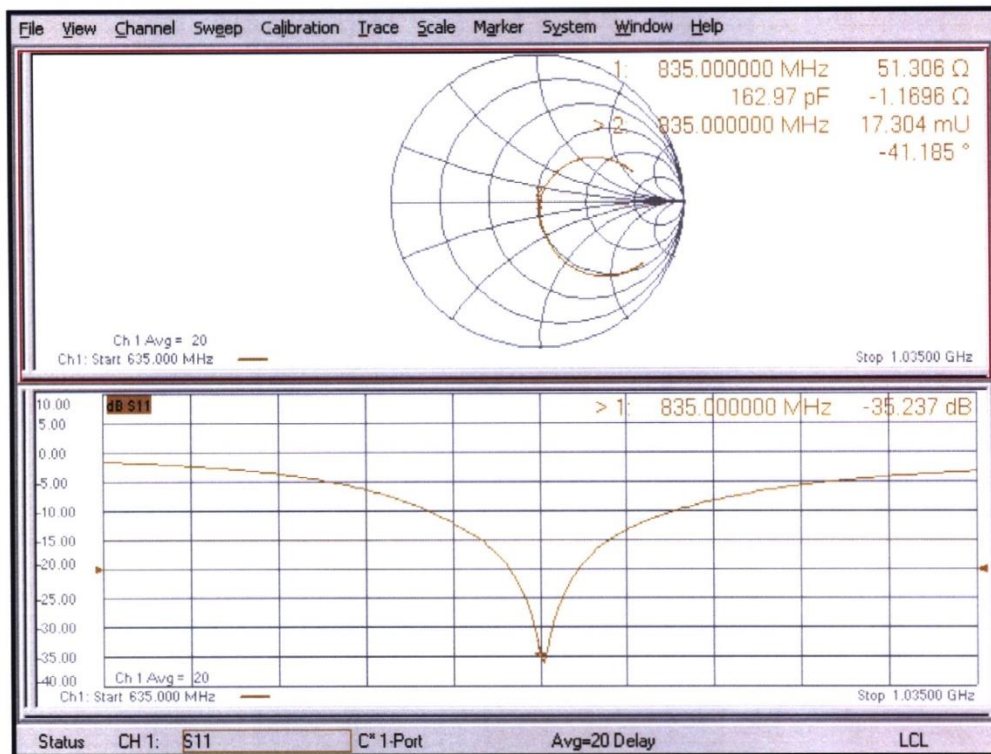 File View Channel Sweep Calibration Trace Scale Marker System Window Help
1: 835.000000 MHz 51.306 Ω
162.97 pF -1.1696 Ω
> 2: 835.000000 MHz 17.304 mU
-41.185 °
Ch 1 Avg = 20
Ch1: Start 635.000 MHz
Stop 1.03500 GHz
dB S11
> 1: 835.000000 MHz -35.237 dB
10.00
5.00
0.00
-5.00
-10.00
-15.00
-20.00
-25.00
-30.00
-35.00
-40.00
Ch 1 Avg = 20
Ch1: Start 635.000 MHz
Stop 1.03500 GHz
Status CH 1: S11 C* 1-Port Avg=20 Delay LCL